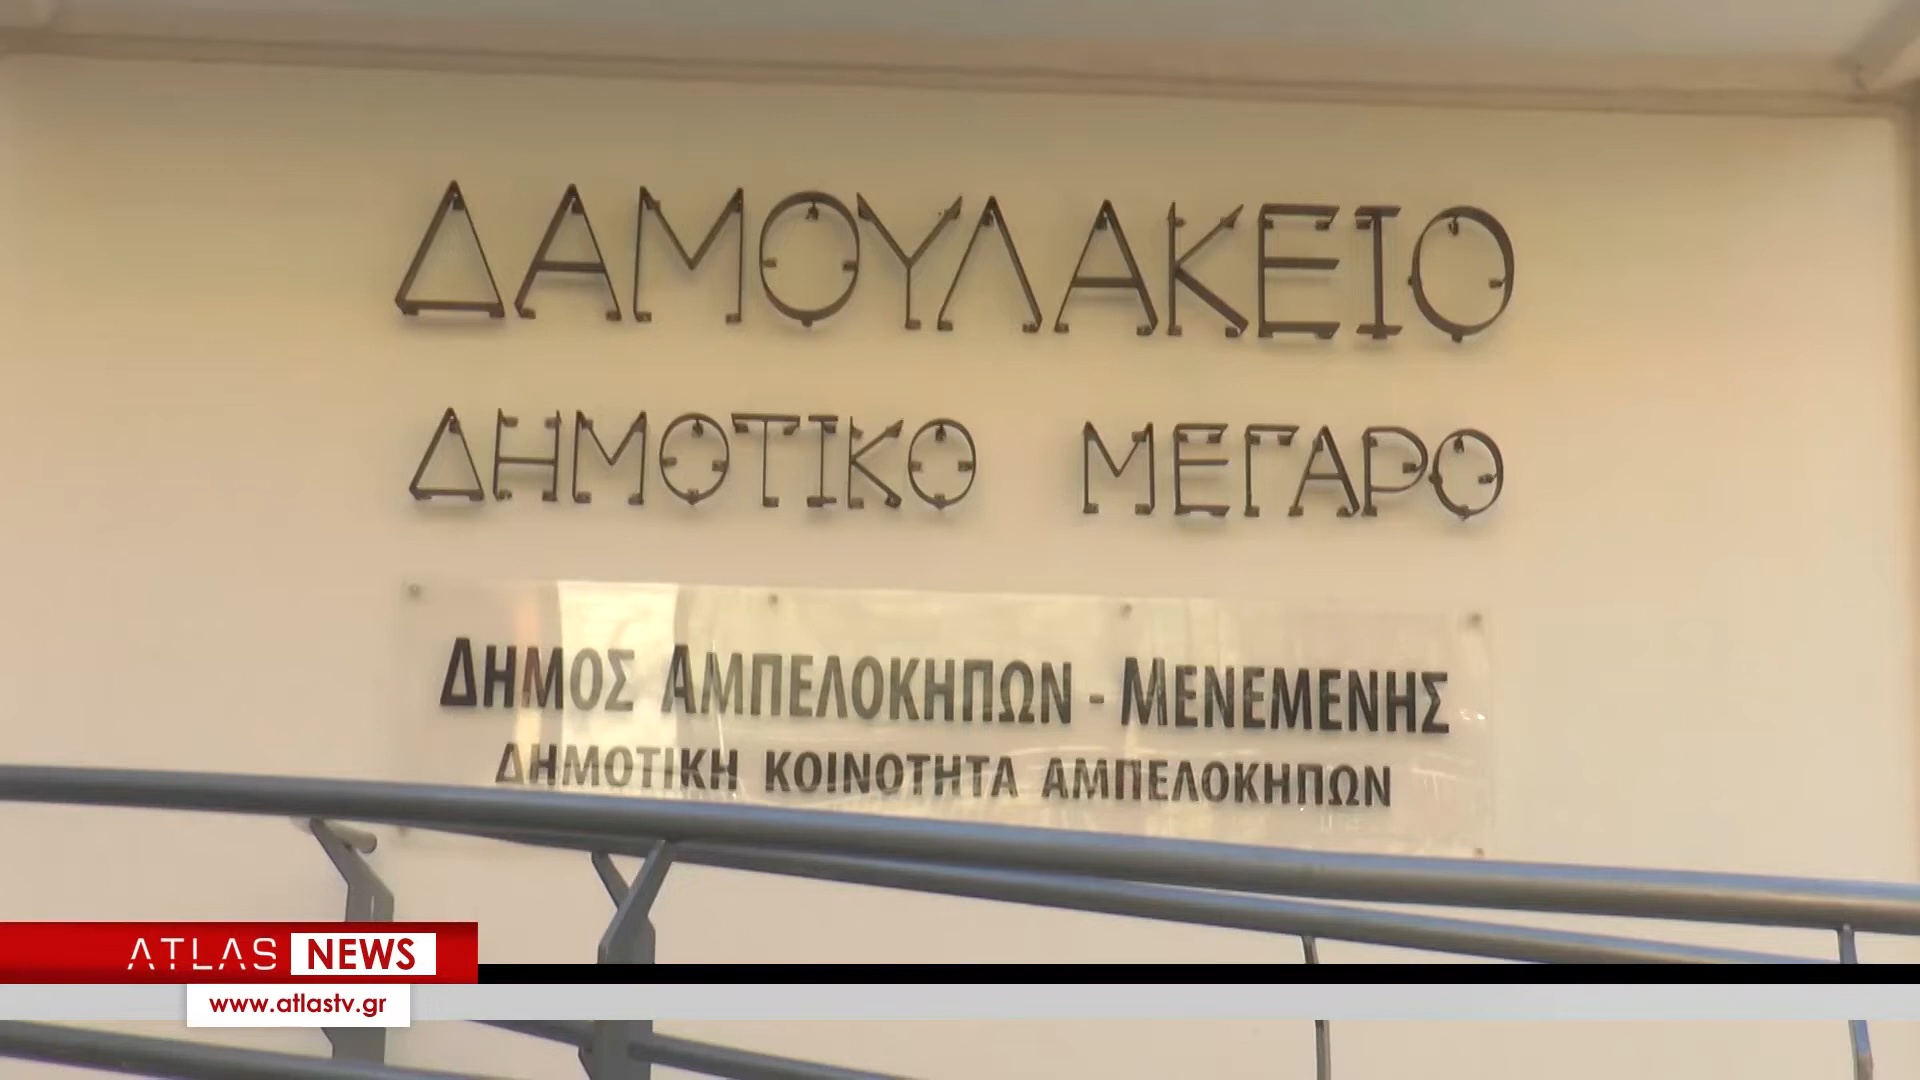 ΔΑΜΟΥΛΑΚΕΙΟ
ΔΗΜΟΤΙΚΟ ΜΕΓΑΡΟ
ΔΗΜΟΣ ΑΜΠΕΛΟΚΗΠΩΝ - ΜΕΝΕΜΕΝΗΣ
ΔΗΜΟΤΙΚΗ ΚΟΙΝΟΤΗΤΑ ΑΜΠΕΛΟΚΗΠΩΝ
ATLAS NEWS
www.atlastv.gr